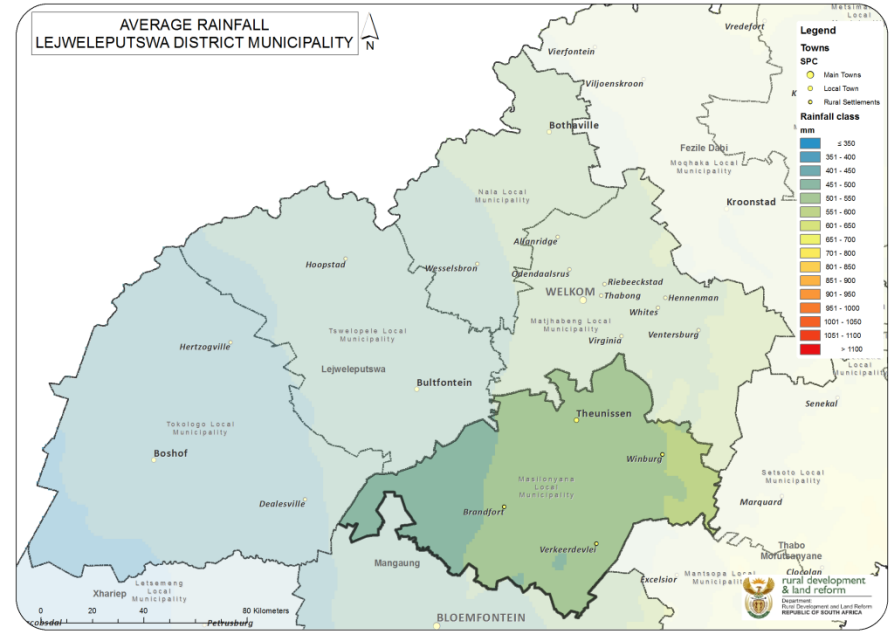 AVERAGE RAINFALL
LEJWELEPUTSWA DISTRICT MUNICIPALITY
N
Legend
Towns
SPC
Main Towns
Local Town
Rural Settlements
Rainfall class
mm
≤ 350
351 - 400
401 - 450
451 - 500
501 - 550
551 - 600
601 - 650
651 - 700
701 - 800
801 - 850
851 - 900
901 - 950
951 - 1000
1001 - 1050
1051 - 1100
> 1100
Local
Vredefort
Vierfontein
Viljoenskroon
Bothaville
Fezile Dabi
Moqhaka Local
Municipality
Kroonstad
Nala Local
Municipality
Allanridge
Hoopstad
Wesselsbron
Odendaalsrus
Riebeeckstad
WELKOM
Thabong
Hennenman
Whites
Matjhabeng Local
Municipality
Virginia
Ventersburg
Tswelopele Local
Municipality
Hertzogville
Lejweleputswa
Bultfontein
Local
Municipality
Senekal
Theunissen
Tokologo Local
Municipality
Boshof
Winburg
Masilonyana
Local
Municipality
Setsoto Local
Municipality
Dealesville
Brandfort
Marquard
Verkeerdevlei
Thabo
Mofutsanyane
Mangaung
Excelsior
Mantsopa Local
Municipality
Clocolan
Xhariep
Letsemeng
Local
Municipality
0 20 40 80 Kilometers
Petrusburg
BLOEMFONTEIN
rural development
& land reform
Department:
Rural Development and Land Reform
REPUBLIC OF SOUTH AFRICA